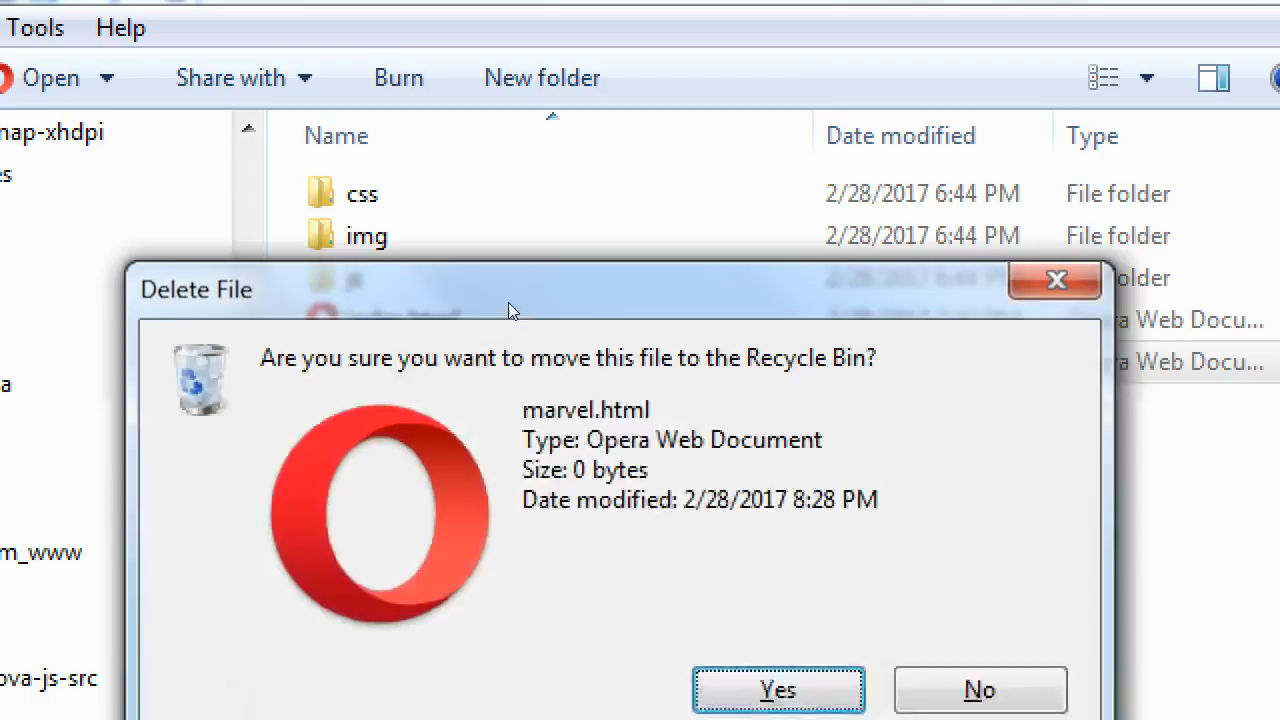 Tools Help
Open Share with Burn New folder
Name Date modified Type
nap-xhdpi
es
css 2/28/2017 6:44 PM File folder
img 2/28/2017 6:44 PM File folder
older
a Web Docu...
a Web Docu...
a
m_www
ova-js-src
Delete File
Are you sure you want to move this file to the Recycle Bin?
marvel.html
Type: Opera Web Document
Size: 0 bytes
Date modified: 2/28/2017 8:28 PM
Yes No